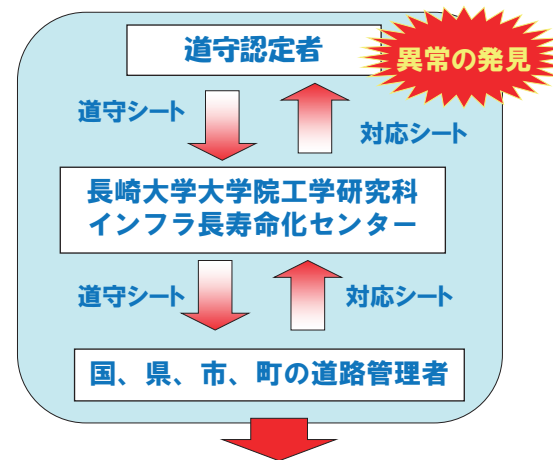 道守認定者
異常の発見
道守シート
対応シート
長崎大学大学院工学研究科
インフラ長寿命化センター
道守シート
対応シート
国、県、市、町の道路管理者